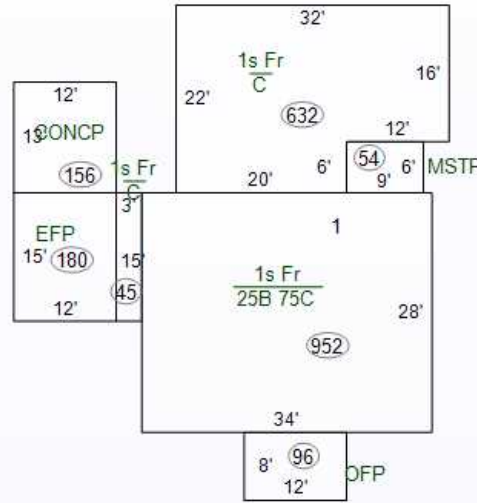 32'
1s Fr
C
16'
22'
12'
632
13'
CONCP
12'
54
6'
6'
MSTP
156
1s Fr
C
20'
9'
3'
EFP
1
15'
180
15'
1s Fr
25B 75C
45
28'
12'
952
34'
8'
96
OFP
12'